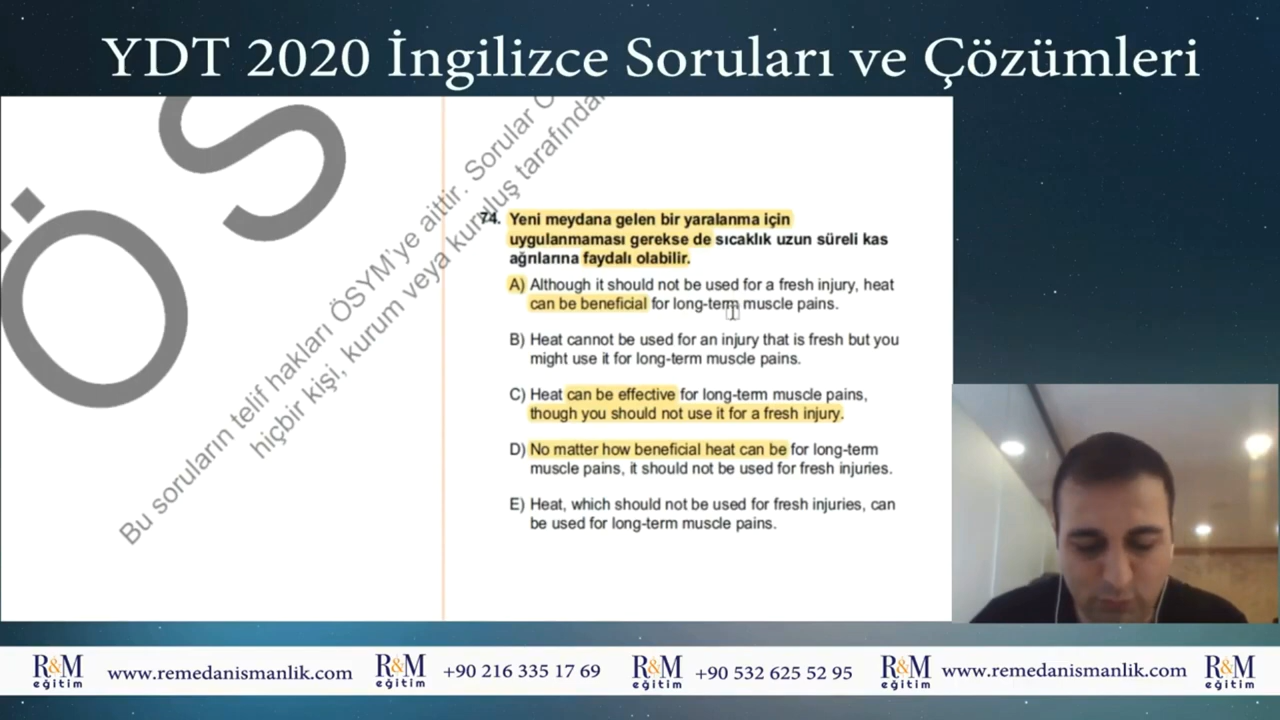 YDT 2020 İngilizce Soruları ve Çözümleri
ÖS
Bu soruların telif hakları ÖSYM'ye aittir. Sorular Ö
hiçbir kişi, kurum veya kuruluş tarafından
74. Yeni meydana gelen bir yaralanma için
uygulanmaması gerekse de sıcaklık uzun süreli kas
ağrılarına faydalı olabilir.
A) Although it should not be used for a fresh injury, heat
can be beneficial for long-term muscle pains.
B) Heat cannot be used for an injury that is fresh but you
might use it for long-term muscle pains.
C) Heat can be effective for long-term muscle pains,
though you should not use it for a fresh injury.
D) No matter how beneficial heat can be for long-term
muscle pains, it should not be used for fresh injuries.
E) Heat, which should not be used for fresh injuries, can
be used for long-term muscle pains.
R&M eğitim www.remedanismanlik.com R&M eğitim +90 216 335 17 69 R&M eğitim +90 532 625 52 95 R&M eğitim www.remedanismanlik.com R&M eğitim